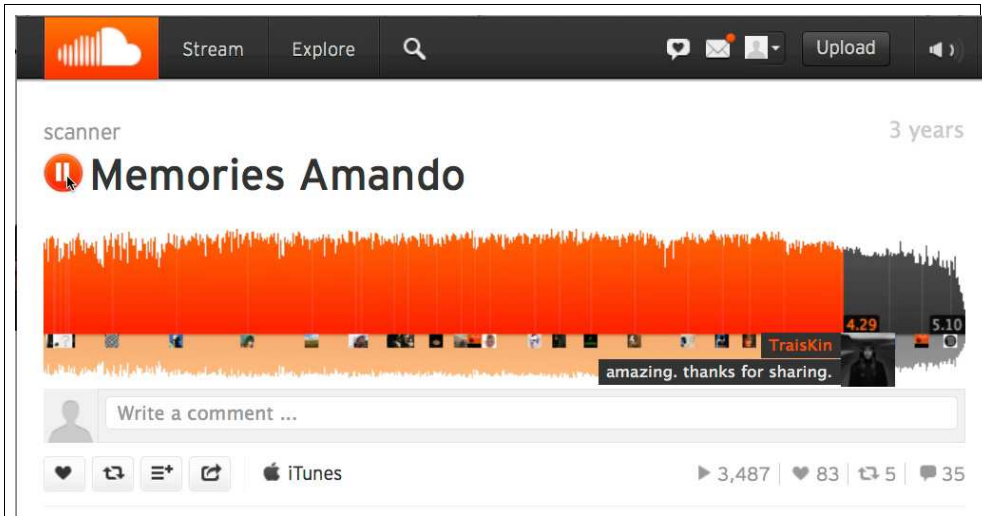 Stream Explore Upload
scanner 3 years
Memories Amando
4.29 5.10
TraisKin
amazing. thanks for sharing.
Write a comment ...
iTunes 3,487 83 5 35